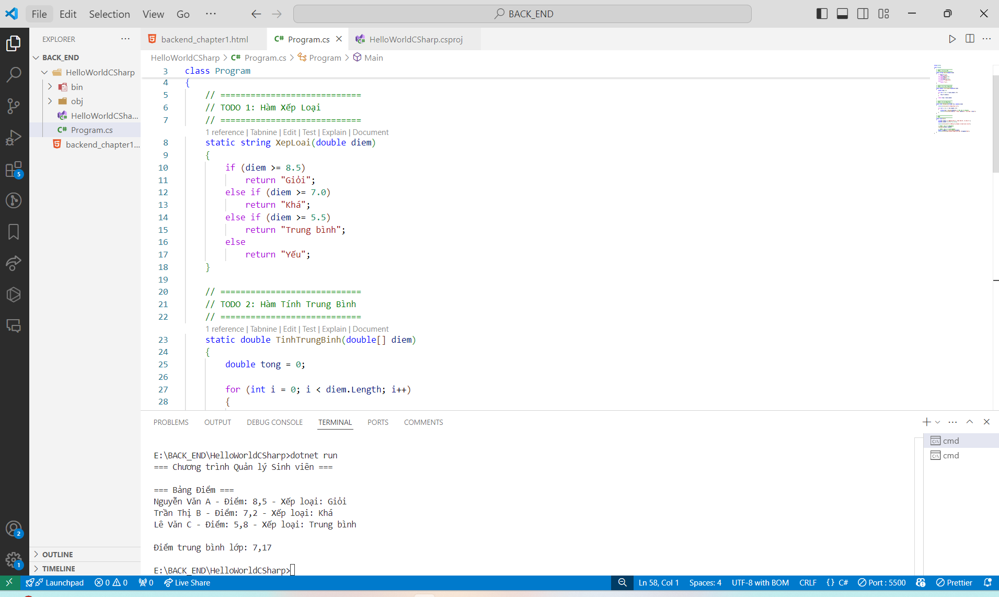 File Edit Selection View Go ··· BACK_END
EXPLORER ···
BACK_END
HelloWorldCSharp
bin
obj
HelloWorldCSha...
Program.cs
backend_chapter1...
OUTLINE
TIMELINE
backend_chapter1.html Program.cs HelloWorldCSharp.csproj
HelloWorldCSharp > Program.cs > Program > Main
3 class Program
4 {
5 // ============================
6 // TODO 1: Hàm Xếp Loại
7 // ============================
1 reference | Tabnine | Edit | Test | Explain | Document
8 static string XepLoai(double diem)
9 {
10 if (diem >= 8.5)
11 return "Giỏi";
12 else if (diem >= 7.0)
13 return "Khá";
14 else if (diem >= 5.5)
15 return "Trung bình";
16 else
17 return "Yếu";
18 }
19
20 // ============================
21 // TODO 2: Hàm Tính Trung Bình
22 // ============================
1 reference | Tabnine | Edit | Test | Explain | Document
23 static double TinhTrungBinh(double[] diem)
24 {
25 double tong = 0;
26
27 for (int i = 0; i < diem.Length; i++)
28 {
PROBLEMS OUTPUT DEBUG CONSOLE TERMINAL PORTS COMMENTS
E:\BACK_END\HelloWorldCSharp>dotnet run
=== Chương trình Quản lý Sinh viên ===
=== Bảng Điểm ===
Nguyễn Văn A - Điểm: 8,5 - Xếp loại: Giỏi
Trần Thị B - Điểm: 7,2 - Xếp loại: Khá
Lê Văn C - Điểm: 5,8 - Xếp loại: Trung bình
Điểm trung bình lớp: 7,17
E:\BACK_END\HelloWorldCSharp>
cmd
cmd
5
2
1
Launchpad 0 0 0 Live Share Ln 58, Col 1 Spaces: 4 UTF-8 with BOM CRLF {} C# Port : 5500 Prettier